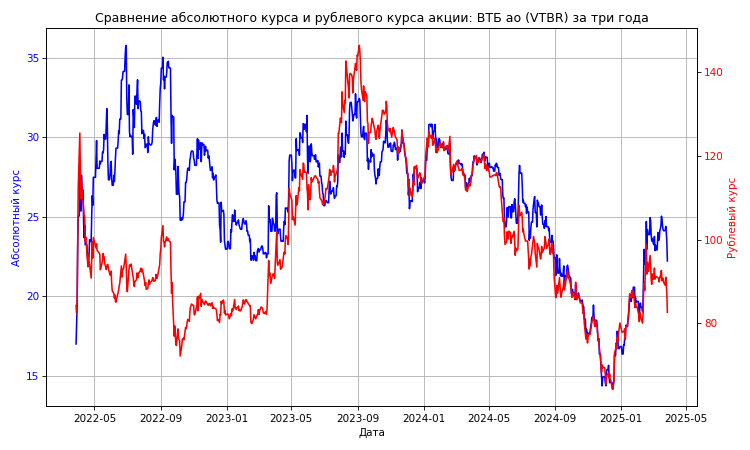 Сравнение абсолютного курса и рублевого курса акции: ВТБ ао (VTBR) за три года
35
30
25
20
15
Абсолютный курс
140
120
100
80
Рублевый курс
2022-05 2022-09 2023-01 2023-05 2023-09 2024-01 2024-05 2024-09 2025-01 2025-05
Дата